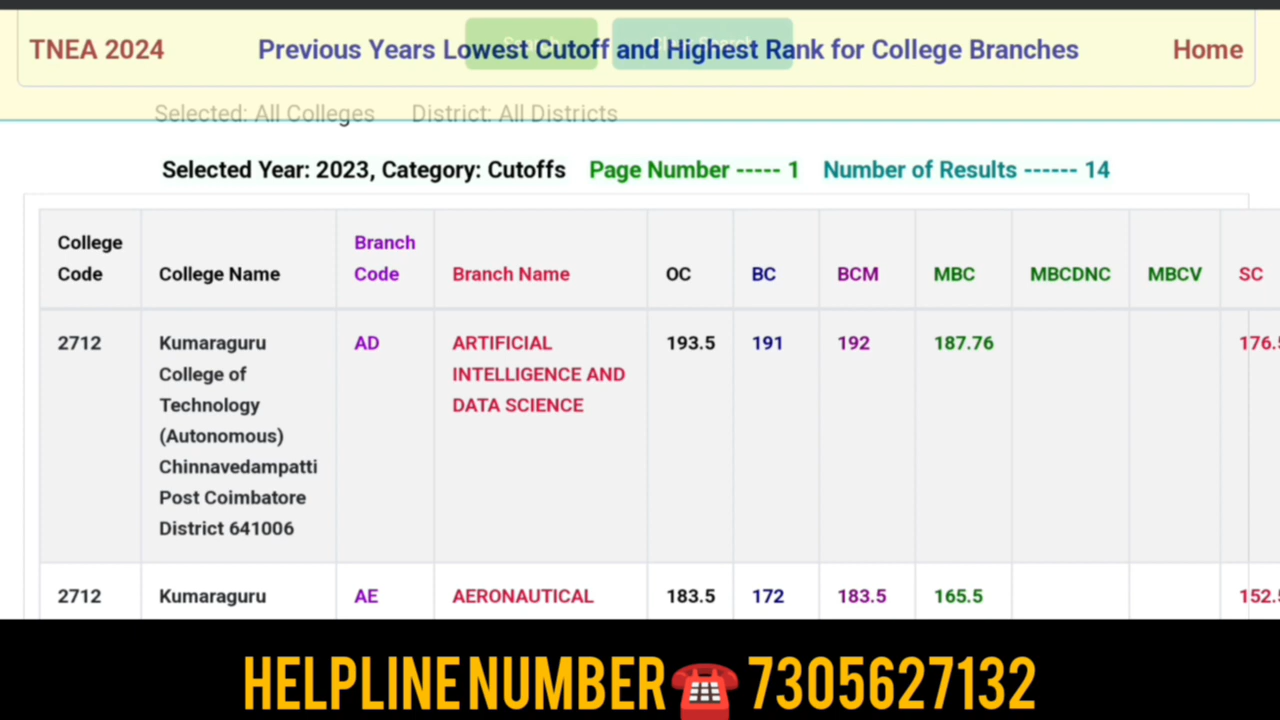 TNEA 2024 Previous Years Lowest Cutoff and Highest Rank for College Branches Home
Selected: All Colleges District: All Districts
Selected Year: 2023, Category: Cutoffs Page Number ----- 1 Number of Results ------ 14
College Code College Name Branch Code Branch Name OC BC BCM MBC MBCDNC MBCV SC
2712 Kumaraguru AD ARTIFICIAL 193.5 191 192 187.76 176.5
College of INTELLIGENCE AND
Technology DATA SCIENCE
(Autonomous)
Chinnavedampatti
Post Coimbatore
District 641006
2712 Kumaraguru AE AERONAUTICAL 183.5 172 183.5 165.5 152.5
HELPLINE NUMBER☎️ 7305627132